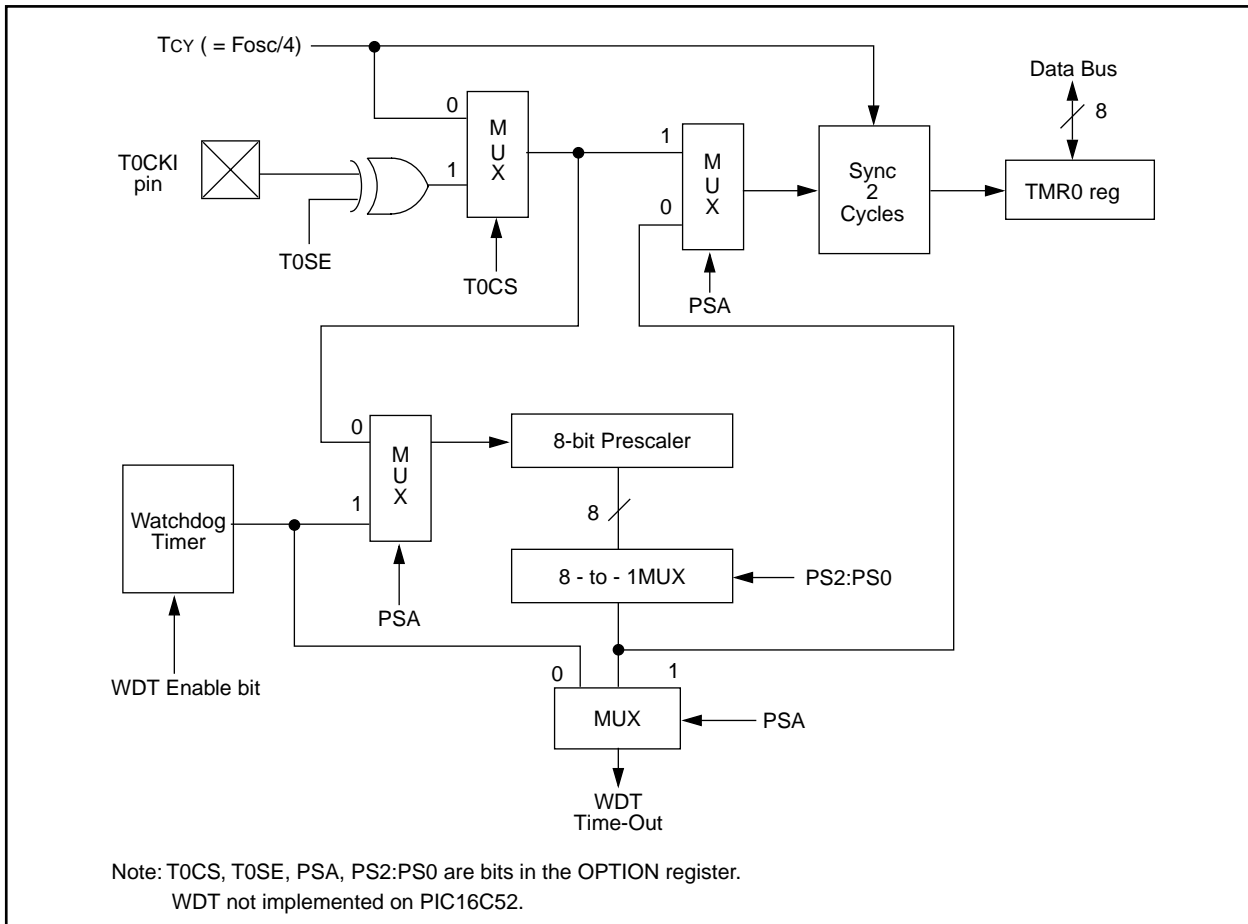 TCY ( = Fosc/4)
Data Bus
8
0
M
U
X
1
T0CKI
pin
T0SE
T0CS
1
M
U
X
0
PSA
Sync
2
Cycles
TMR0 reg
0
M
U
X
1
PSA
8-bit Prescaler
Watchdog
Timer
8
8 - to - 1MUX
PS2:PS0
WDT Enable bit
0
1
MUX
PSA
WDT
Time-Out
Note: T0CS, T0SE, PSA, PS2:PS0 are bits in the OPTION register.
WDT not implemented on PIC16C52.